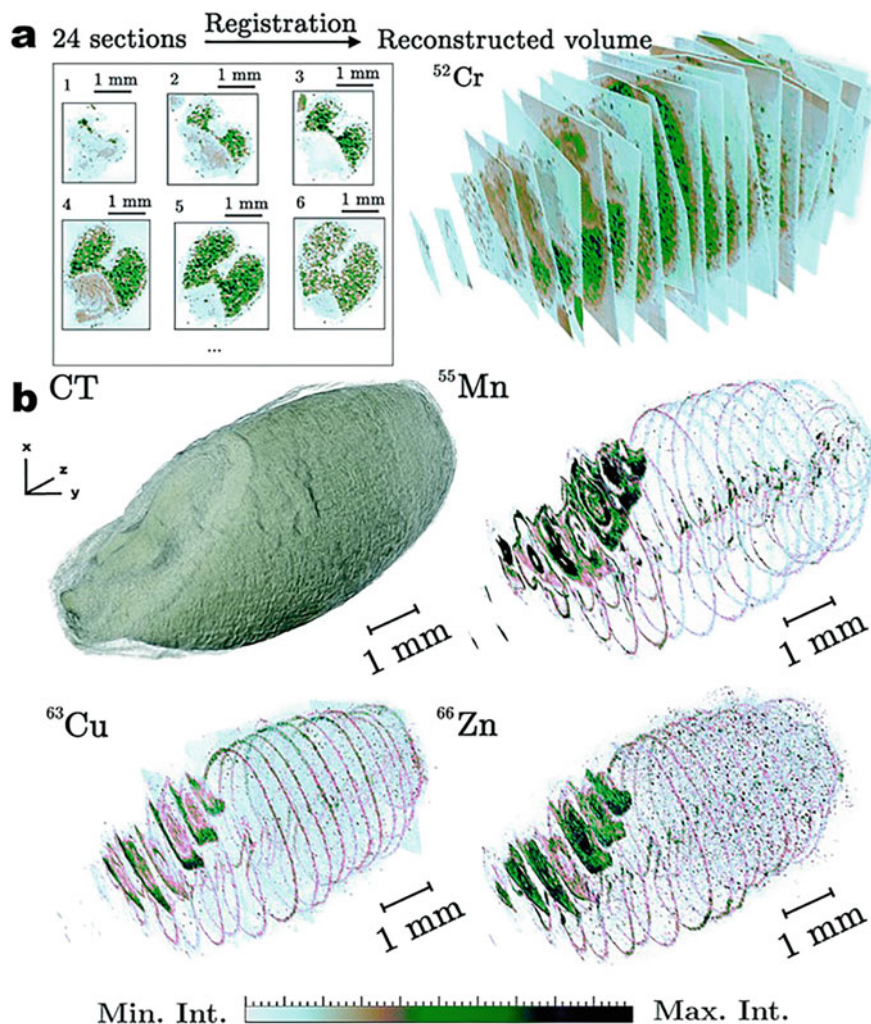 a 24 sections Registration Reconstructed volume
52Cr
1 1 mm 2 1 mm 3 1 mm
4 1 mm 5 1 mm 6 1 mm
...
b CT
55Mn
x
z
y
1 mm
1 mm
63Cu
66Zn
1 mm
1 mm
Min. Int. Max. Int.